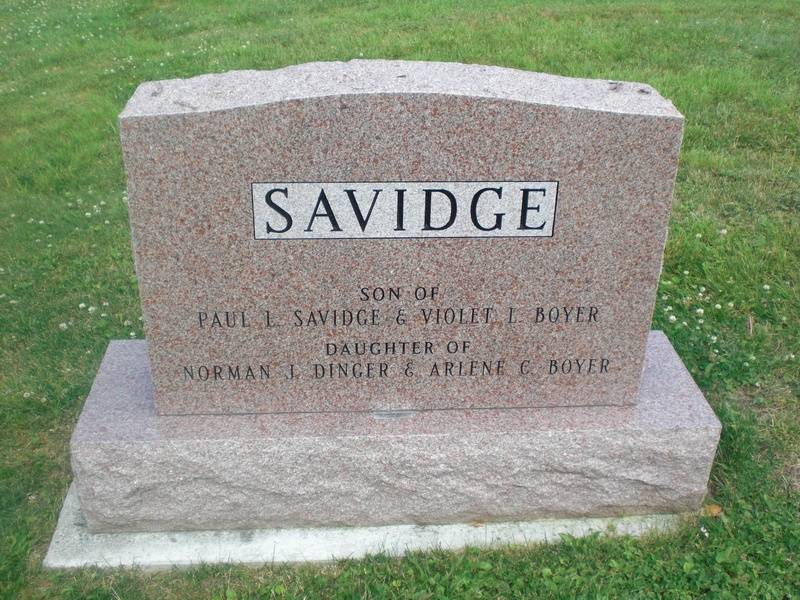 SAVIDGE
SON OF
PAUL L. SAVIDGE & VIOLET L. BOYER
DAUGHTER OF
NORMAN J. DINGER & ARLENE C. BOYER